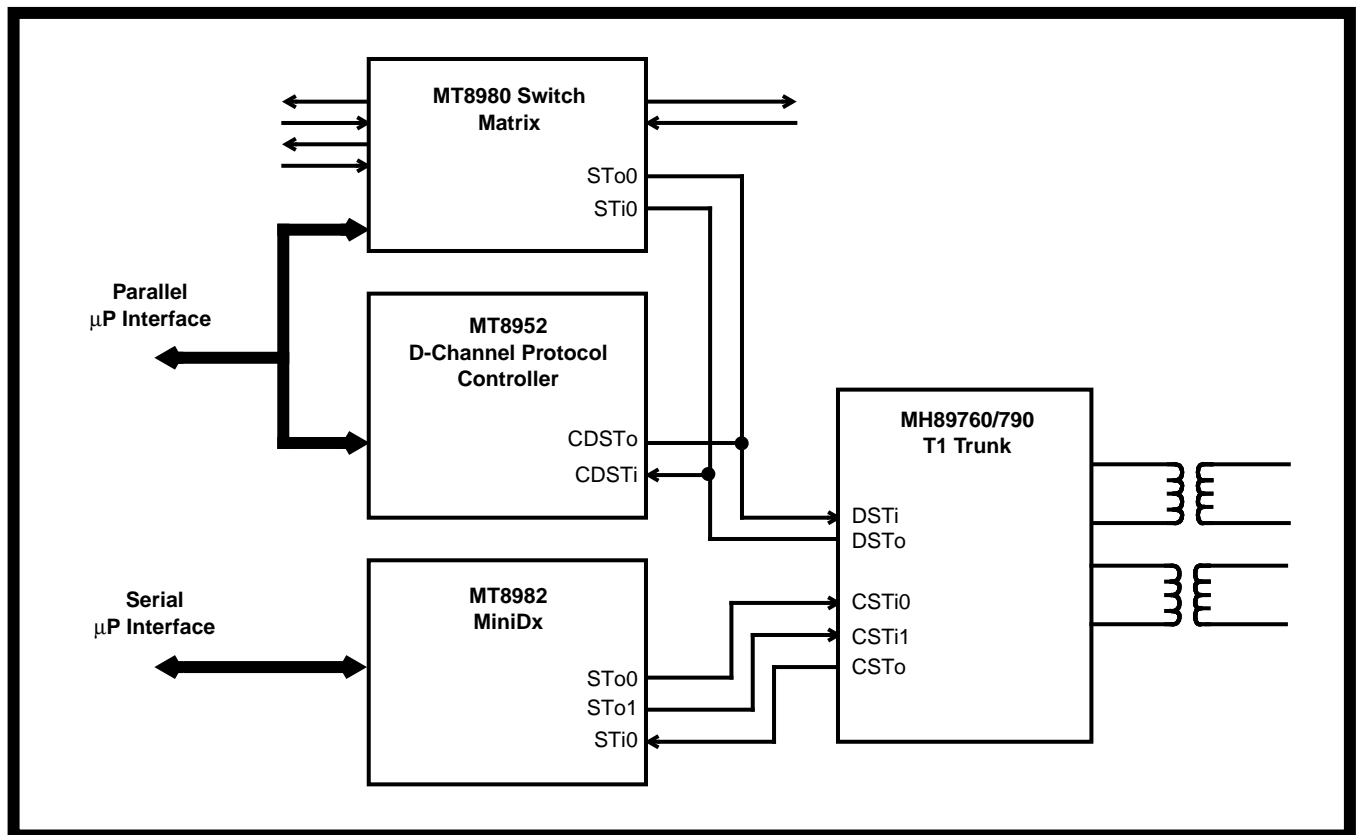 MT8980 Switch
Matrix
STo0
STi0
Parallel
μP Interface
MT8952
D-Channel Protocol
Controller
CDSTo
CDSTi
MH89760/790
T1 Trunk
DSTi
DSTo
CSTi0
CSTi1
CSTo
Serial
μP Interface
MT8982
MiniDx
STo0
STo1
STi0